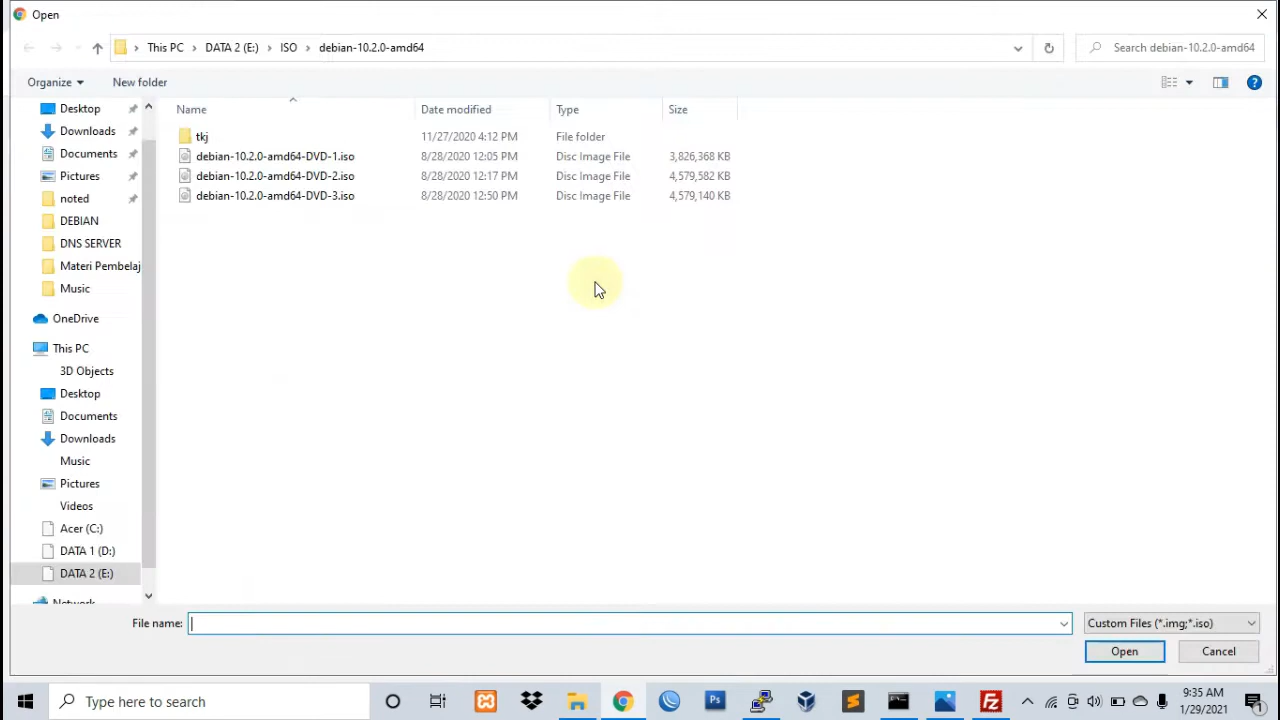 Open
This PC > DATA 2 (E:) > ISO > debian-10.2.0-amd64
Search debian-10.2.0-amd64
Organize
New folder
Desktop
Downloads
Documents
Pictures
noted
DEBIAN
DNS SERVER
Materi Pembelaj
Music
OneDrive
This PC
3D Objects
Desktop
Documents
Downloads
Music
Pictures
Videos
Acer (C:)
DATA 1 (D:)
DATA 2 (E:)
Network
Name Date modified Type Size
tkj 11/27/2020 4:12 PM File folder
debian-10.2.0-amd64-DVD-1.iso 8/28/2020 12:05 PM Disc Image File 3,826,368 KB
debian-10.2.0-amd64-DVD-2.iso 8/28/2020 12:17 PM Disc Image File 4,579,582 KB
debian-10.2.0-amd64-DVD-3.iso 8/28/2020 12:50 PM Disc Image File 4,579,140 KB
File name:
Custom Files (*.img;*.iso)
Open
Cancel
Type here to search
Ps
Fz
9:35 AM
1/29/2021
1